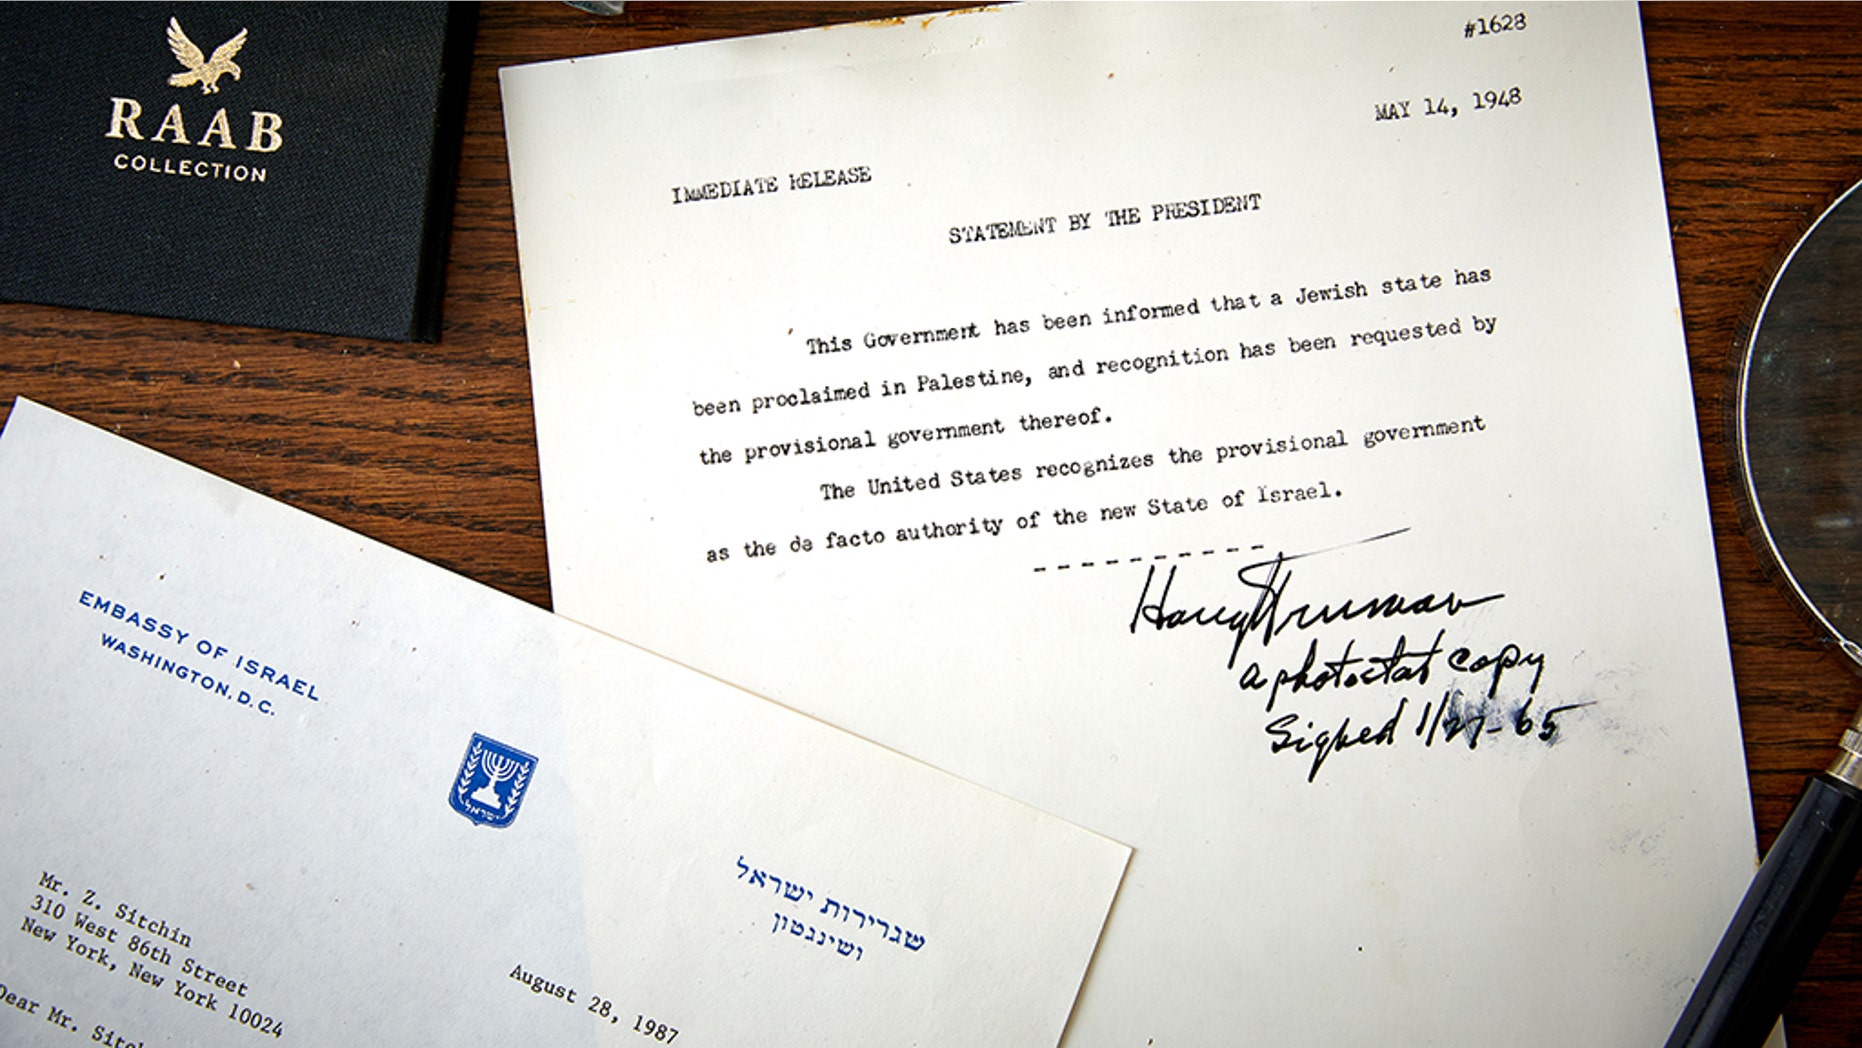 RAAB
COLLECTION
#1628
MAY 14, 1948
IMMEDIATE RELEASE
STATEMENT BY THE PRESIDENT
This Government has been informed that a Jewish state has
been proclaimed in Palestine, and recognition has been requested by
the provisional government thereof.
The United States recognizes the provisional government
as the de facto authority of the new State of Israel.
----------
Harry Truman
a photostat copy
Signed 1/27-65
EMBASSY OF ISRAEL
WASHINGTON, D.C.
ישראל
שגרירות ישראל
ושינגטון
Mr. Z. Sitchin
310 West 86th Street
New York, New York 10024
August 28, 1987
Dear Mr.